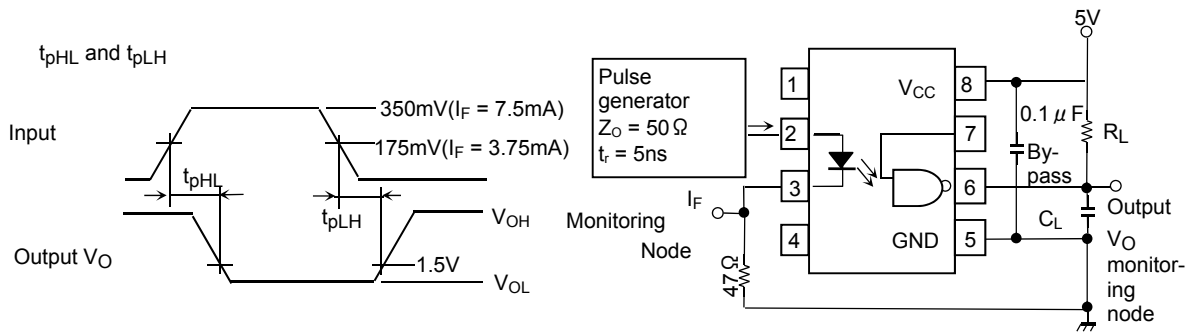 tpHL and tpLH
Input
350mV(IF = 7.5mA)
175mV(IF = 3.75mA)
tpHL
tpLH
VOH
Output VO
1.5V
VOL
Pulse
generator
ZO = 50 Ω
tr = 5ns
IF
Monitoring
Node
47Ω
1
2
3
4
VCC
GND
8
7
6
5
5V
0.1 μ F
By-
pass
RL
CL
Output
VO
monitor-
ing
node